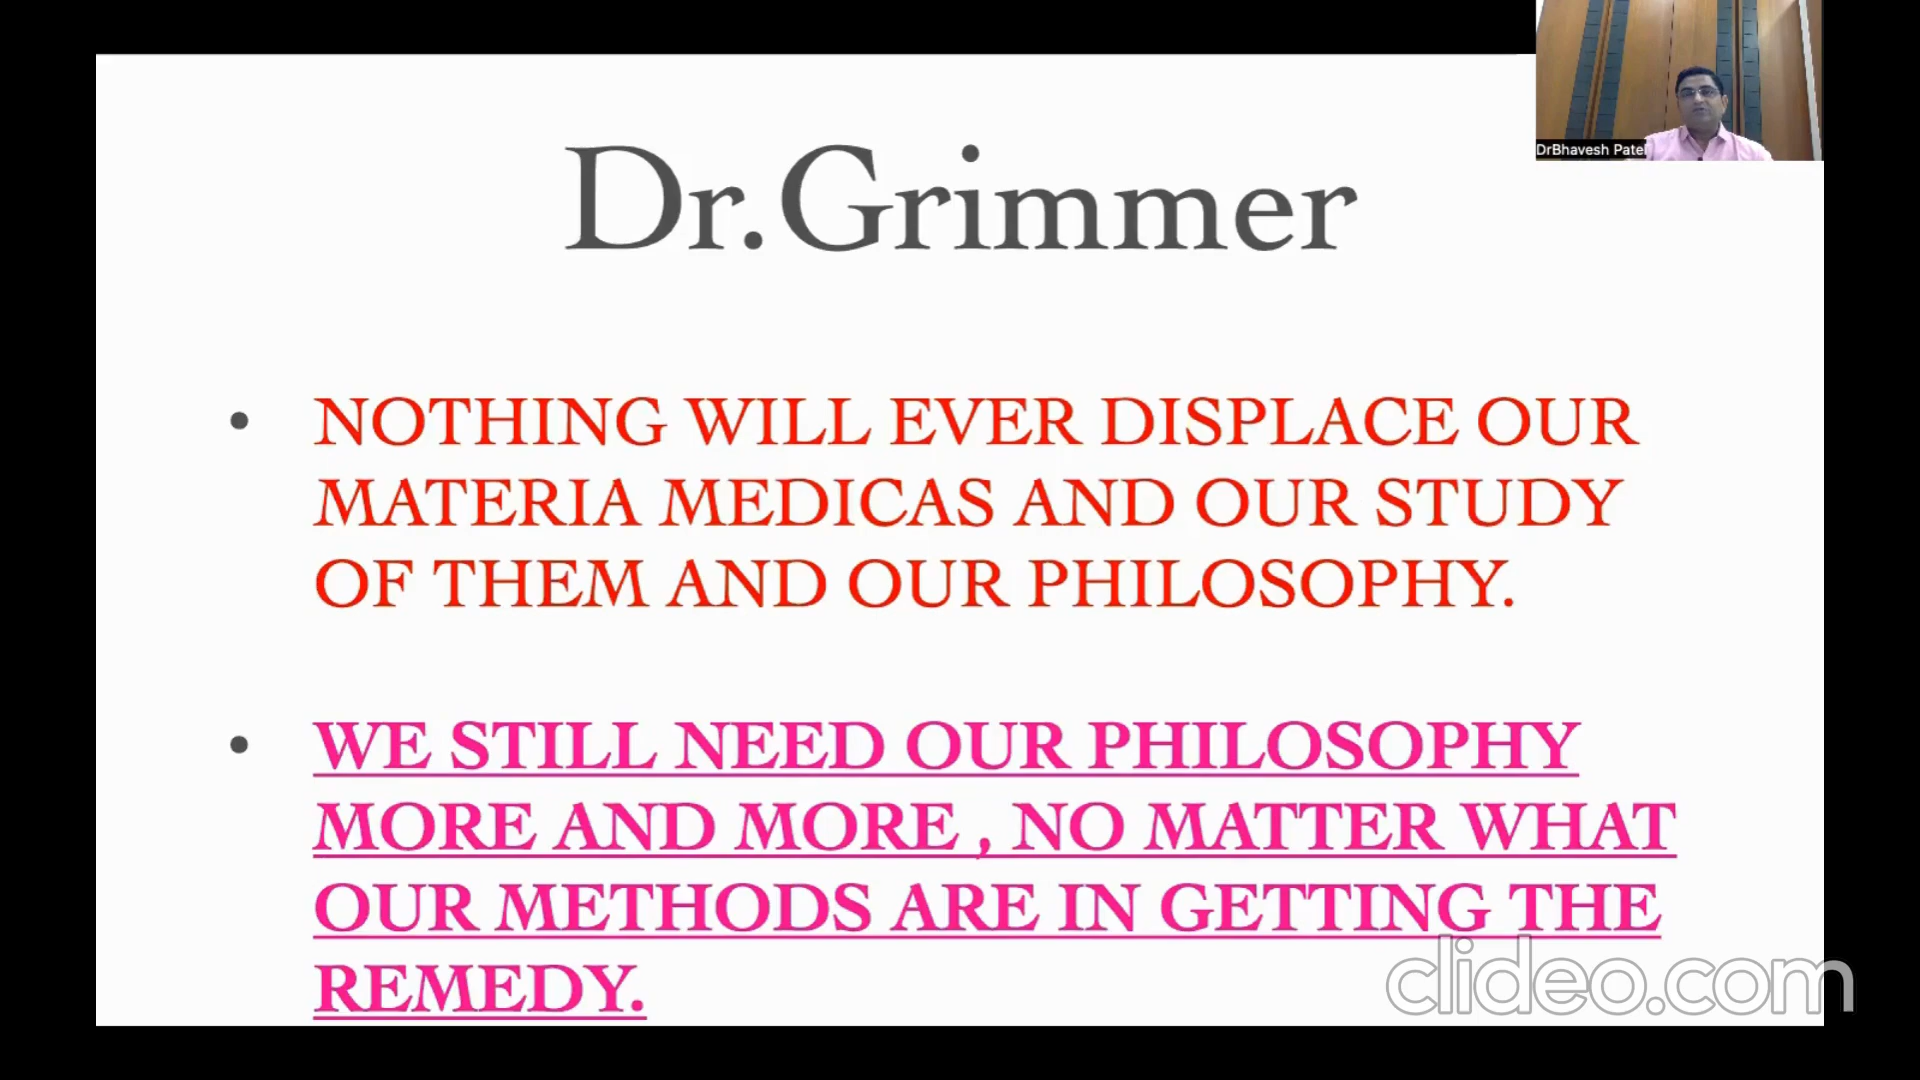 DrBhavesh Patel
Dr.Grimmer
• NOTHING WILL EVER DISPLACE OUR
MATERIA MEDICAS AND OUR STUDY
OF THEM AND OUR PHILOSOPHY.
• WE STILL NEED OUR PHILOSOPHY
MORE AND MORE , NO MATTER WHAT
OUR METHODS ARE IN GETTING THE
REMEDY.
clideo.com